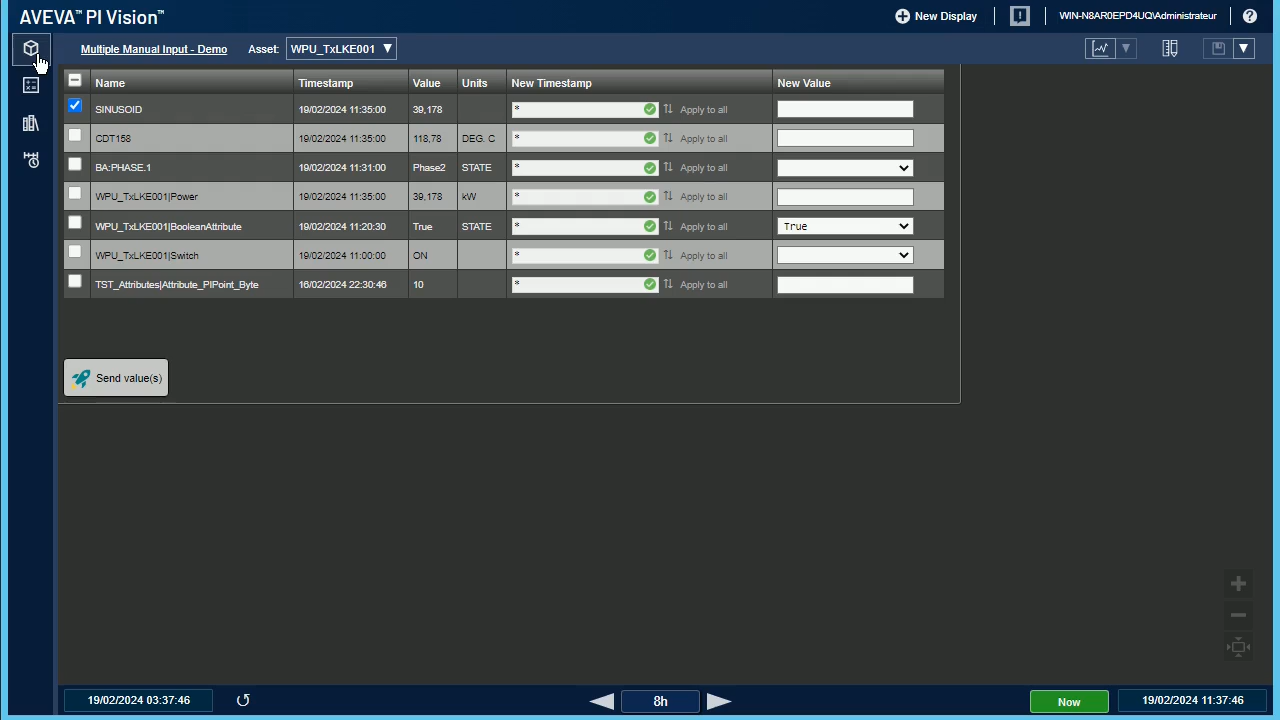 AVEVA™ PI Vision™
New Display
WIN-N8AR0EPD4UQ\Administrateur
Multiple Manual Input - Demo
Asset:
WPU_TxLKE001
Name Timestamp Value Units New Timestamp New Value
SINUSOID 19/02/2024 11:35:00 39,178 * Apply to all
CDT158 19/02/2024 11:35:00 118,78 DEG. C * Apply to all
BA:PHASE.1 19/02/2024 11:31:00 Phase2 STATE * Apply to all
WPU_TxLKE001|Power 19/02/2024 11:35:00 39,178 kW * Apply to all
WPU_TxLKE001|BooleanAttribute 19/02/2024 11:20:30 True STATE * Apply to all True
WPU_TxLKE001|Switch 19/02/2024 11:00:00 ON * Apply to all
TST_Attributes|Attribute_PIPoint_Byte 16/02/2024 22:30:46 10 * Apply to all
Send value(s)
19/02/2024 03:37:46
8h
Now
19/02/2024 11:37:46